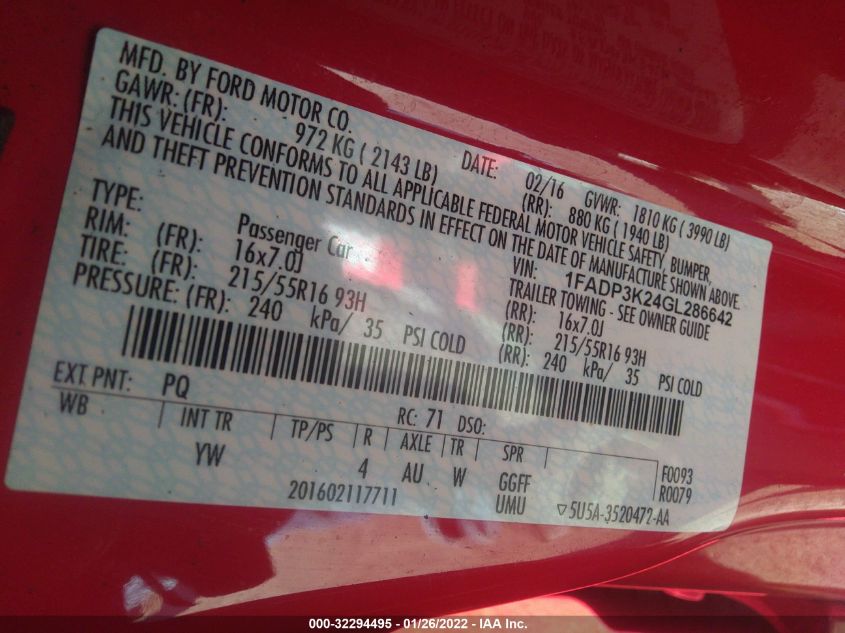 MFD. BY FORD MOTOR CO.
DATE: 02/16 GVWR: 1810 KG ( 3990 LB)
GAWR: (FR): 972 KG ( 2143 LB) (RR): 880 KG ( 1940 LB)
THIS VEHICLE CONFORMS TO ALL APPLICABLE FEDERAL MOTOR VEHICLE SAFETY, BUMPER,
AND THEFT PREVENTION STANDARDS IN EFFECT ON THE DATE OF MANUFACTURE SHOWN ABOVE.
VIN: 1FADP3K24GL286642
TYPE: Passenger Car TRAILER TOWING - SEE OWNER GUIDE
RIM: (FR): 16x7.0J (RR): 16x7.0J
TIRE: (FR): 215/55R16 93H (RR): 215/55R16 93H
PRESSURE: (FR): 240 kPa/ 35 PSI COLD (RR): 240 kPa/ 35 PSI COLD
EXT PNT: PQ RC: 71 DSO:
WB INT TR TP/PS R AXLE TR SPR F0093
YW 4 AU W GGFF R0079
201602117711 UMU ▽5U5A-3520472-AA
000-32294495 - 01/26/2022 - IAA Inc.